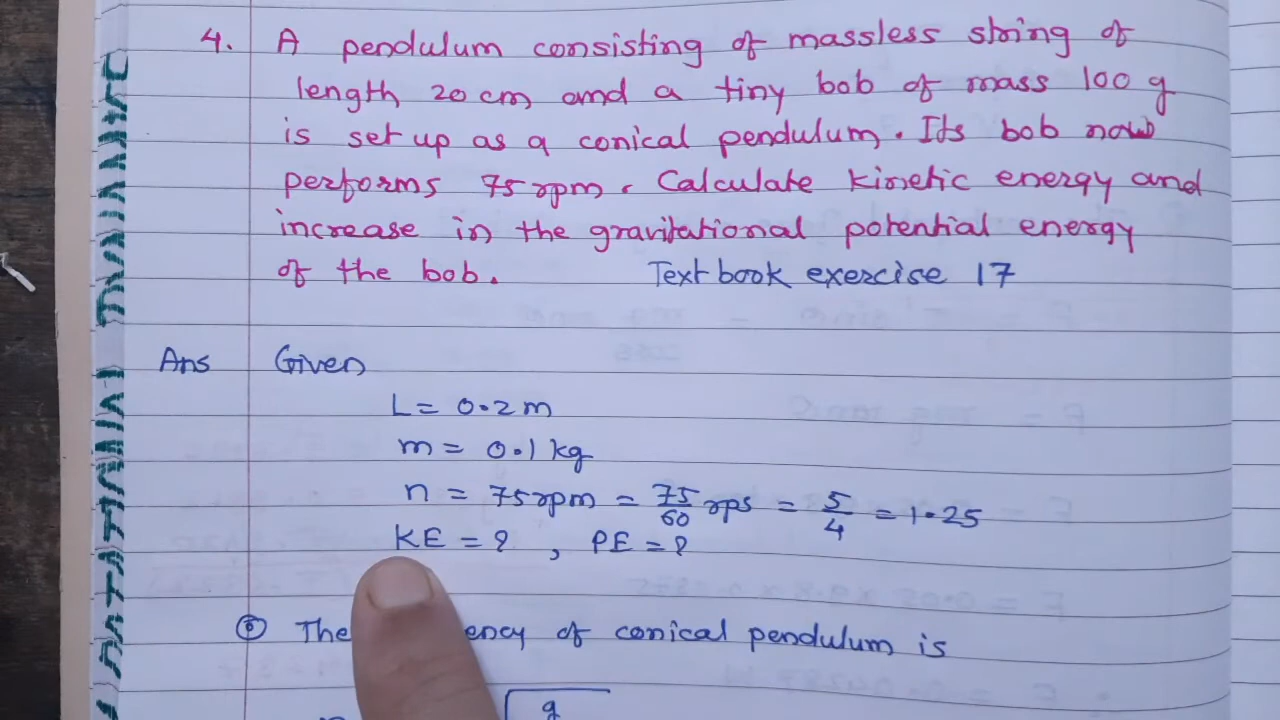 4. A pendulum consisting of massless string of
length 20 cm and a tiny bob of mass 100 g
is set up as a conical pendulum. Its bob now
performs 75 rpm. Calculate kinetic energy and
increase in the gravitational potential energy
of the bob. Textbook exercise 17
Ans Given
L = 0.2 m
m = 0.1 kg
n = 75 rpm = 75/60 rps = 5/4 = 1.25
KE = ? , PE = ?
The ency of conical pendulum is
g